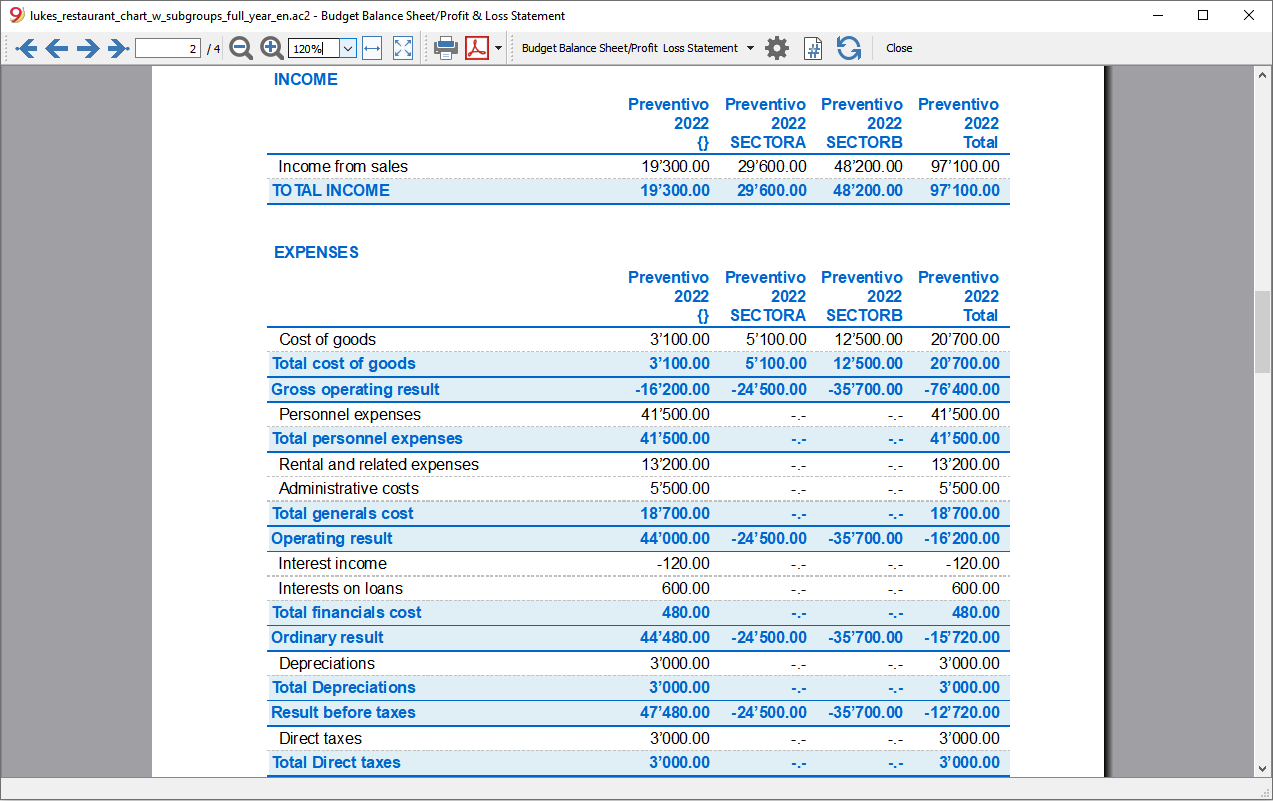 lukes_restaurant_chart_w_subgroups_full_year_en.ac2 - Budget Balance Sheet/Profit & Loss Statement
2 / 4 120% Budget Balance Sheet/Profit Loss Statement Close
INCOME
Preventivo Preventivo Preventivo Preventivo
2022 2022 2022 2022
{} SECTORA SECTORB Total
Income from sales 19’300.00 29’600.00 48’200.00 97’100.00
TOTAL INCOME 19’300.00 29’600.00 48’200.00 97’100.00
EXPENSES
Preventivo Preventivo Preventivo Preventivo
2022 2022 2022 2022
{} SECTORA SECTORB Total
Cost of goods 3’100.00 5’100.00 12’500.00 20’700.00
Total cost of goods 3’100.00 5’100.00 12’500.00 20’700.00
Gross operating result -16’200.00 -24’500.00 -35’700.00 -76’400.00
Personnel expenses 41’500.00 -.- -.- 41’500.00
Total personnel expenses 41’500.00 -.- -.- 41’500.00
Rental and related expenses 13’200.00 -.- -.- 13’200.00
Administrative costs 5’500.00 -.- -.- 5’500.00
Total generals cost 18’700.00 -.- -.- 18’700.00
Operating result 44’000.00 -24’500.00 -35’700.00 -16’200.00
Interest income -120.00 -.- -.- -120.00
Interests on loans 600.00 -.- -.- 600.00
Total financials cost 480.00 -.- -.- 480.00
Ordinary result 44’480.00 -24’500.00 -35’700.00 -15’720.00
Depreciations 3’000.00 -.- -.- 3’000.00
Total Depreciations 3’000.00 -.- -.- 3’000.00
Result before taxes 47’480.00 -24’500.00 -35’700.00 -12’720.00
Direct taxes 3’000.00 -.- -.- 3’000.00
Total Direct taxes 3’000.00 -.- -.- 3’000.00